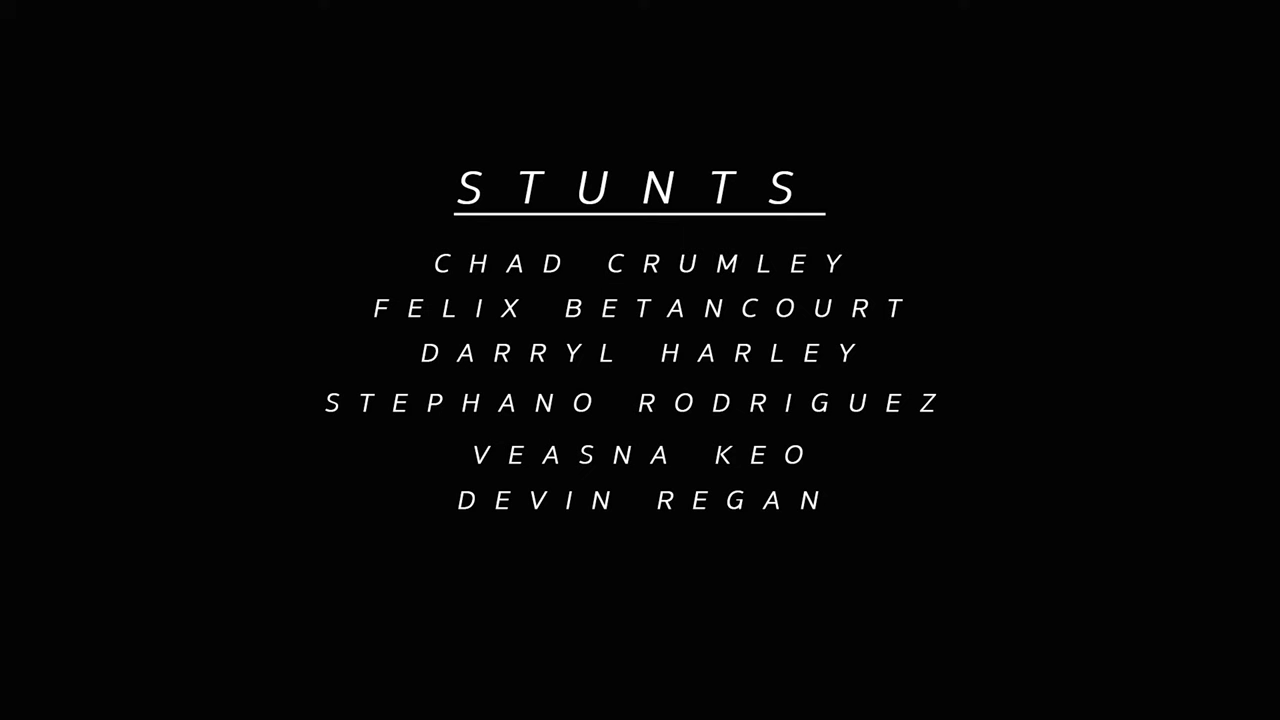 STUNTS
CHAD CRUMLEY
FELIX BETANCOURT
DARRYL HARLEY
STEPHANO RODRIGUEZ
VEASNA KEO
DEVIN REGAN